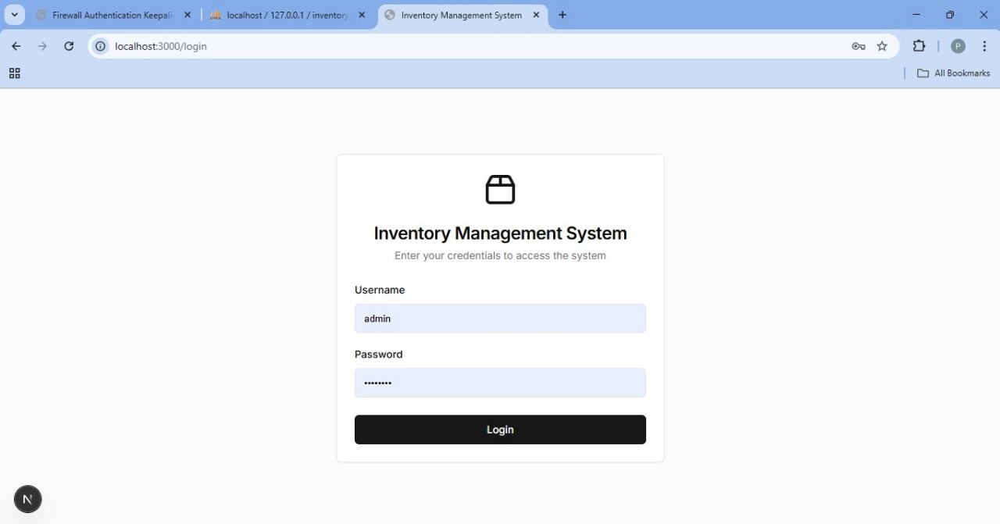 Firewall Authentication Keepali
localhost / 127.0.0.1 / inventory
Inventory Management System
localhost:3000/login
P
All Bookmarks
Inventory Management System
Enter your credentials to access the system
Username
admin
Password
••••••••
Login
N